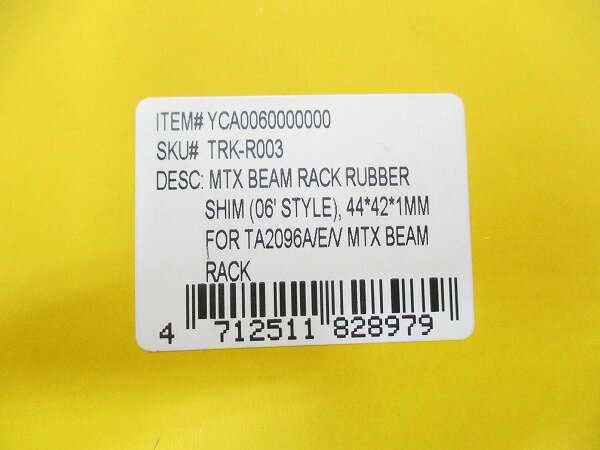 ITEM# YCA0060000000
SKU# TRK-R003
DESC: MTX BEAM RACK RUBBER
SHIM (06' STYLE), 44*42*1MM
FOR TA2096A/E/V MTX BEAM
RACK
4 712511 828979